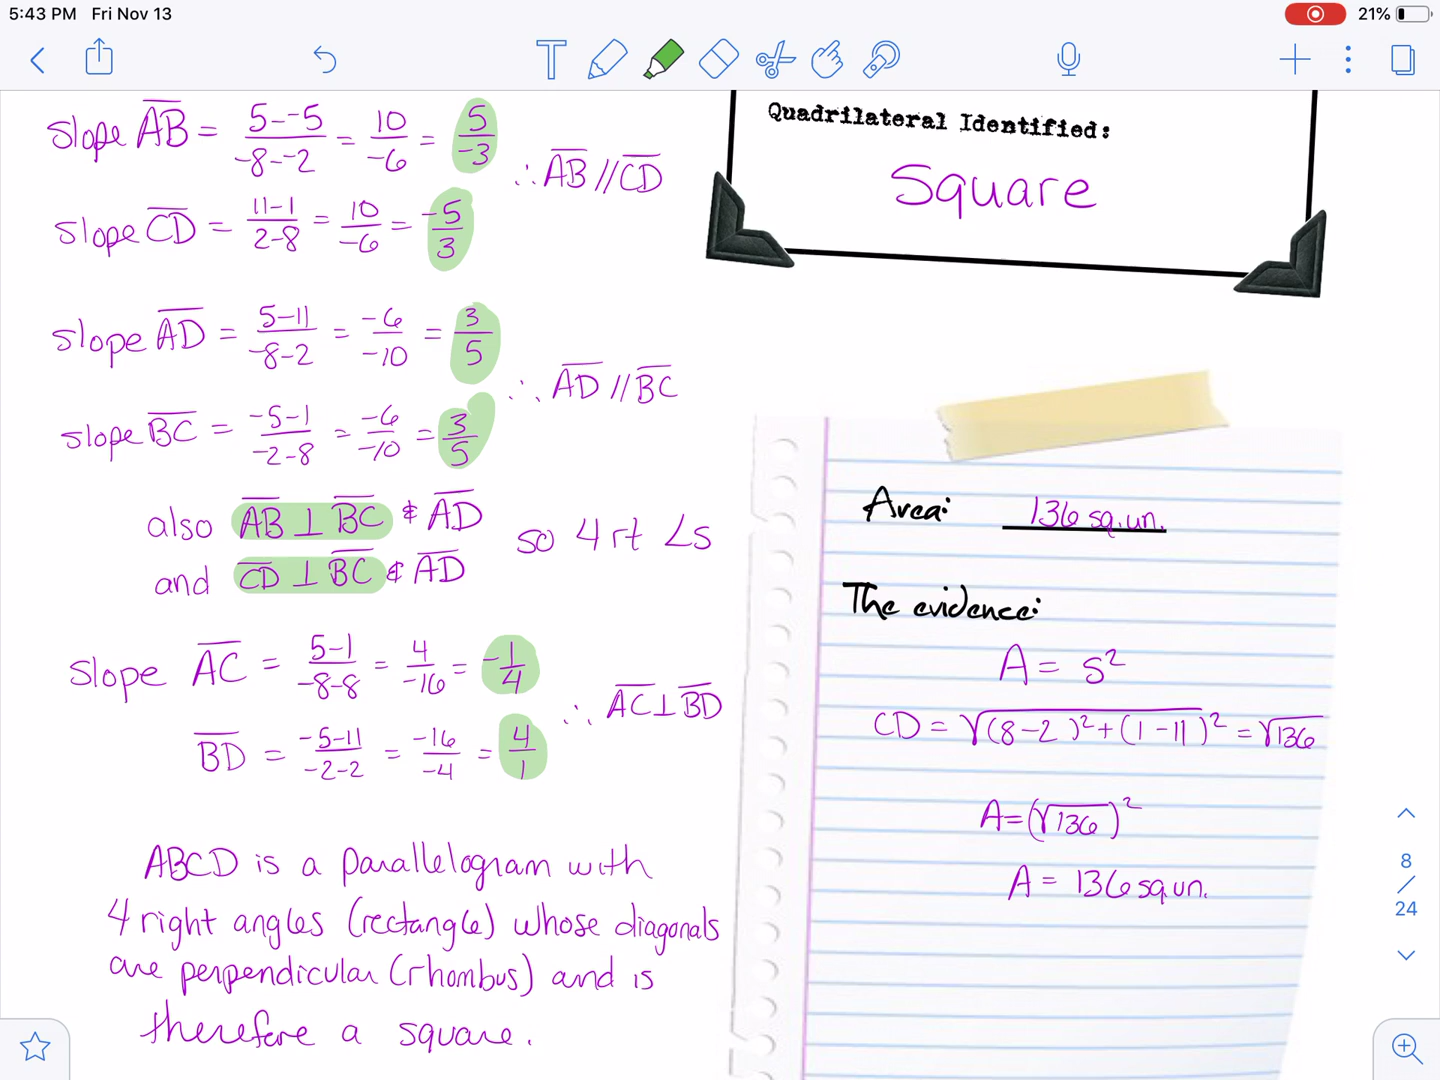 5:43 PM Fri Nov 13
21%
slope AB = 5--5/-8--2 = 10/-6 = 5/-3
∴ AB // CD
slope CD = 11-1/2-8 = 10/-6 = -5/3
slope AD = 5-11/-8-2 = -6/-10 = 3/5
∴ AD // BC
slope BC = -5-1/-2-8 = -6/-10 = 3/5
also AB ⊥ BC & AD
and CD ⊥ BC & AD
so 4 rt ∠s
slope AC = 5-1/-8-8 = 4/-16 = -1/4
∴ AC ⊥ BD
BD = -5-11/-2-2 = -16/-4 = 4/1
ABCD is a parallelogram with
4 right angles (rectangle) whose diagonals
are perpendicular (rhombus) and is
therefore a square.
Quadrilateral Identified:
Square
Area: 136 sq.un.
The evidence:
A = s²
CD = √(8-2)²+(1-11)² = √136
A=(√136)²
A = 136 sq.un.
8
/
24